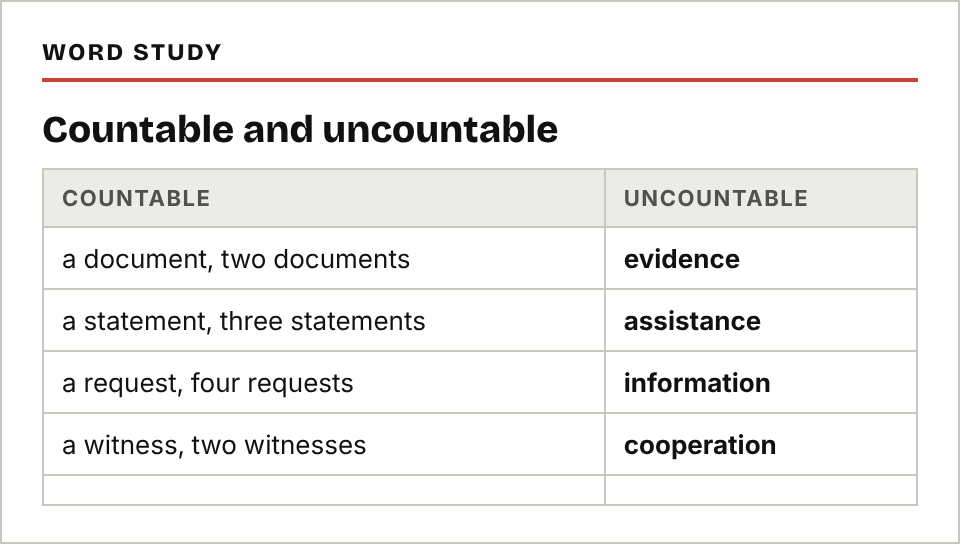 WORD STUDY
Countable and uncountable
COUNTABLE UNCOUNTABLE
a document, two documents evidence
a statement, three statements assistance
a request, four requests information
a witness, two witnesses cooperation